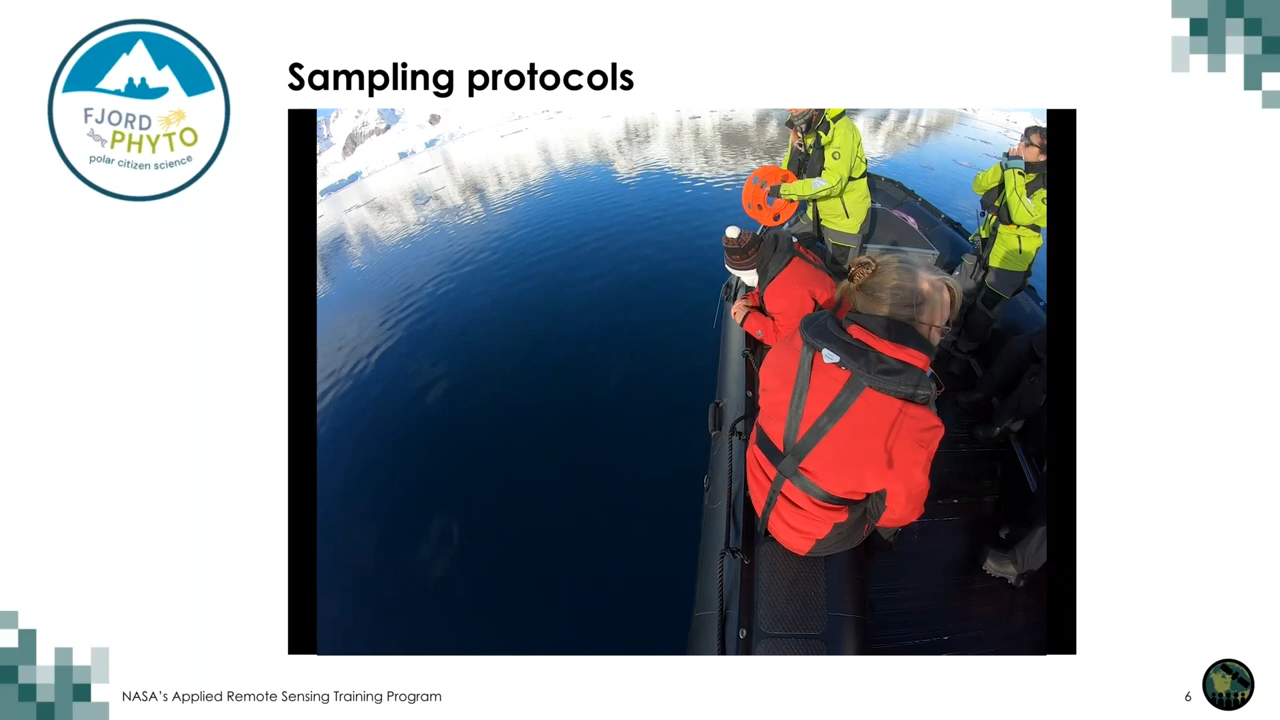 Sampling protocols
FJORD
PHYTO
polar citizen science
NASA's Applied Remote Sensing Training Program
6